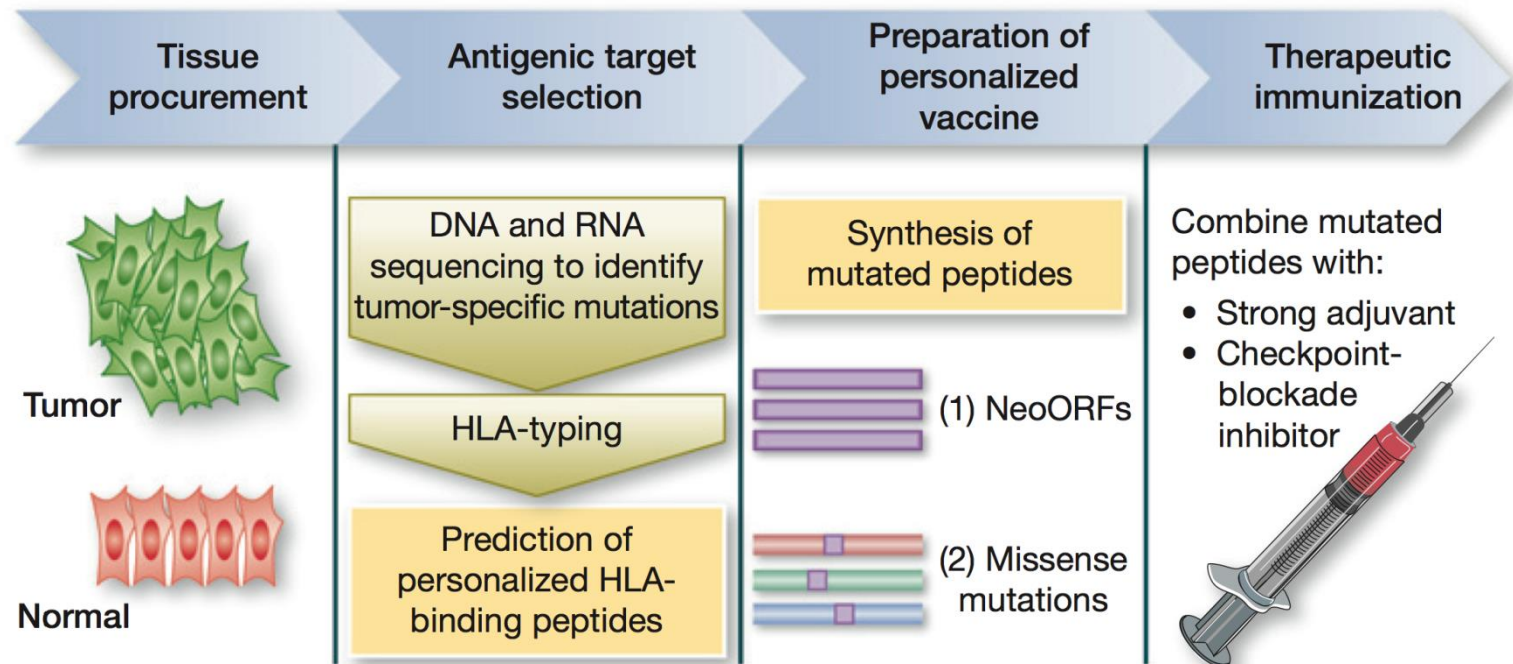 Tissue
procurement
Antigenic target
selection
Preparation of
personalized
vaccine
Therapeutic
immunization
Tumor
Normal
DNA and RNA
sequencing to identify
tumor-specific mutations
HLA-typing
Prediction of
personalized HLA-
binding peptides
Synthesis of
mutated peptides
(1) NeoORFs
(2) Missense
mutations
Combine mutated
peptides with:
• Strong adjuvant
• Checkpoint-
blockade
inhibitor